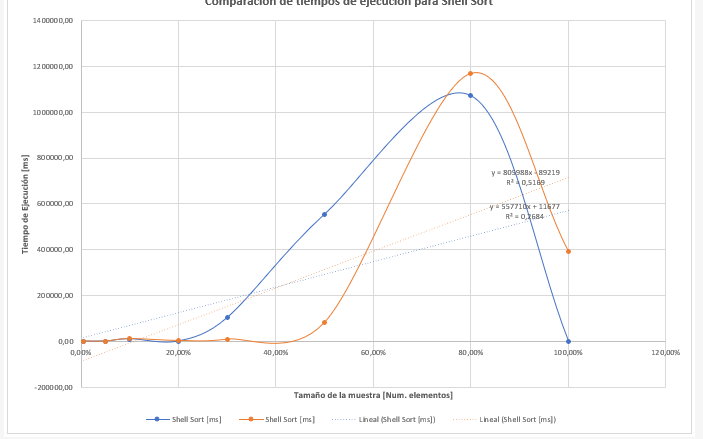 Comparación de tiempos de ejecución para Shell Sort
1400000,00
1200000,00
1000000,00
800000,00
600000,00
400000,00
200000,00
0,00
-200000,00
Tiempo de Ejecución [ms]
y = 805988x - 89219
R² = 0,5169
y = 557710x + 11677
R² = 0,2684
0,00% 20,00% 40,00% 60,00% 80,00% 100,00% 120,00%
Tamaño de la muestra [Num. elementos]
Shell Sort [ms] Shell Sort [ms] Lineal (Shell Sort [ms]) Lineal (Shell Sort [ms])